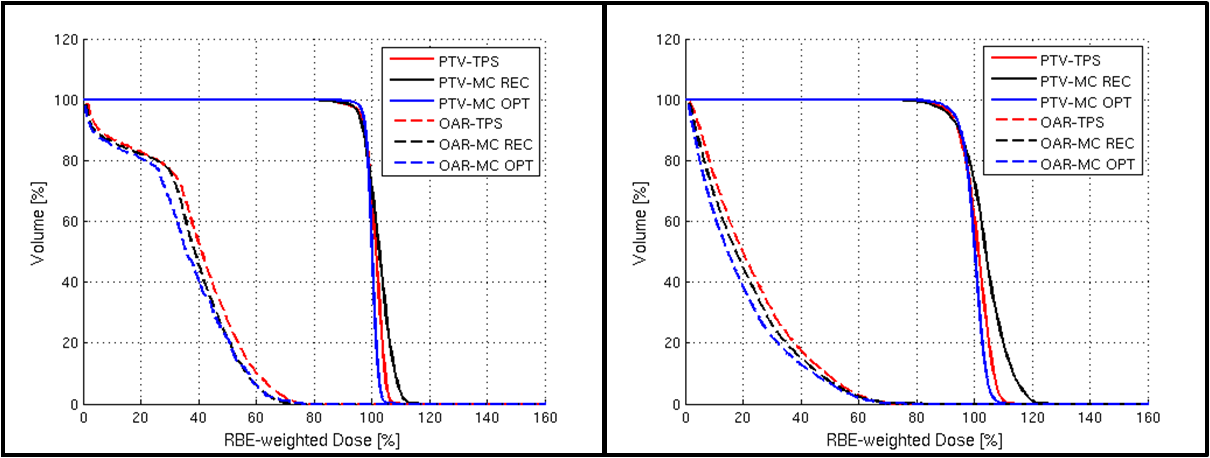 120
100
80
60
40
20
0
Volume [%]
0 20 40 60 80 100 120 140 160
RBE-weighted Dose [%]
PTV-TPS
PTV-MC REC
PTV-MC OPT
OAR-TPS
OAR-MC REC
OAR-MC OPT
120
100
80
60
40
20
0
Volume [%]
0 20 40 60 80 100 120 140 160
RBE-weighted Dose [%]
PTV-TPS
PTV-MC REC
PTV-MC OPT
OAR-TPS
OAR-MC REC
OAR-MC OPT